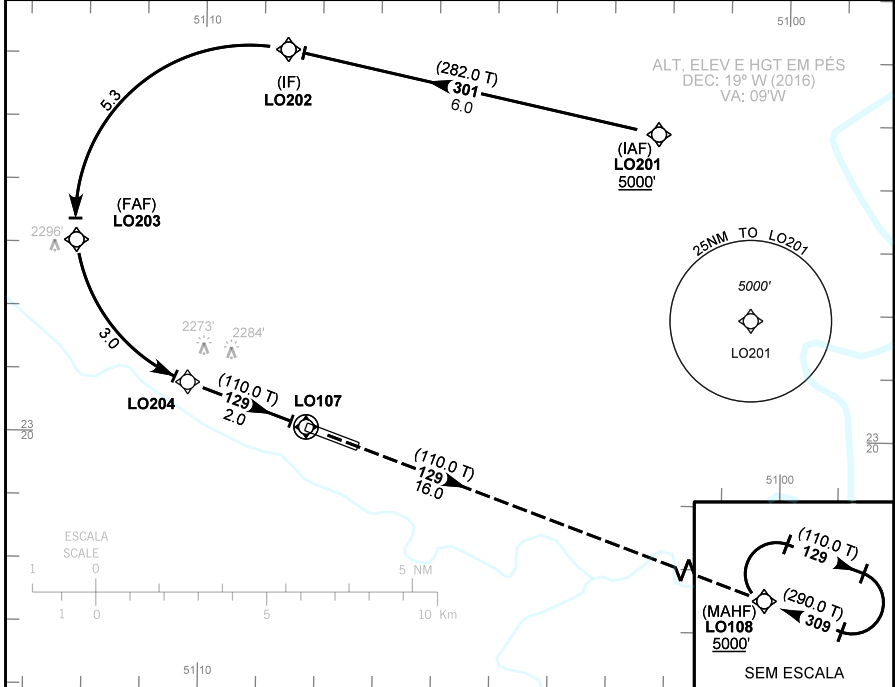 51 10
51 00
(282.0 T)
301
6.0
(IF)
LO202
ALT, ELEV E HGT EM PÉS
DEC: 19º W (2016)
VA: 09'W
5.3
(IAF)
LO201
5000'
(FAF)
LO203
2296'
25NM TO LO201
5000'
LO201
2273'
2284'
3.0
LO204
(110.0 T)
129
2.0
LO107
23
20
23
20
(110.0 T)
129
16.0
51 00
ESCALA
SCALE
1 0 5 NM
1 0 5 10 Km
(110.0 T)
129
(290.0 T)
309
(MAHF)
LO108
5000'
SEM ESCALA
51 10